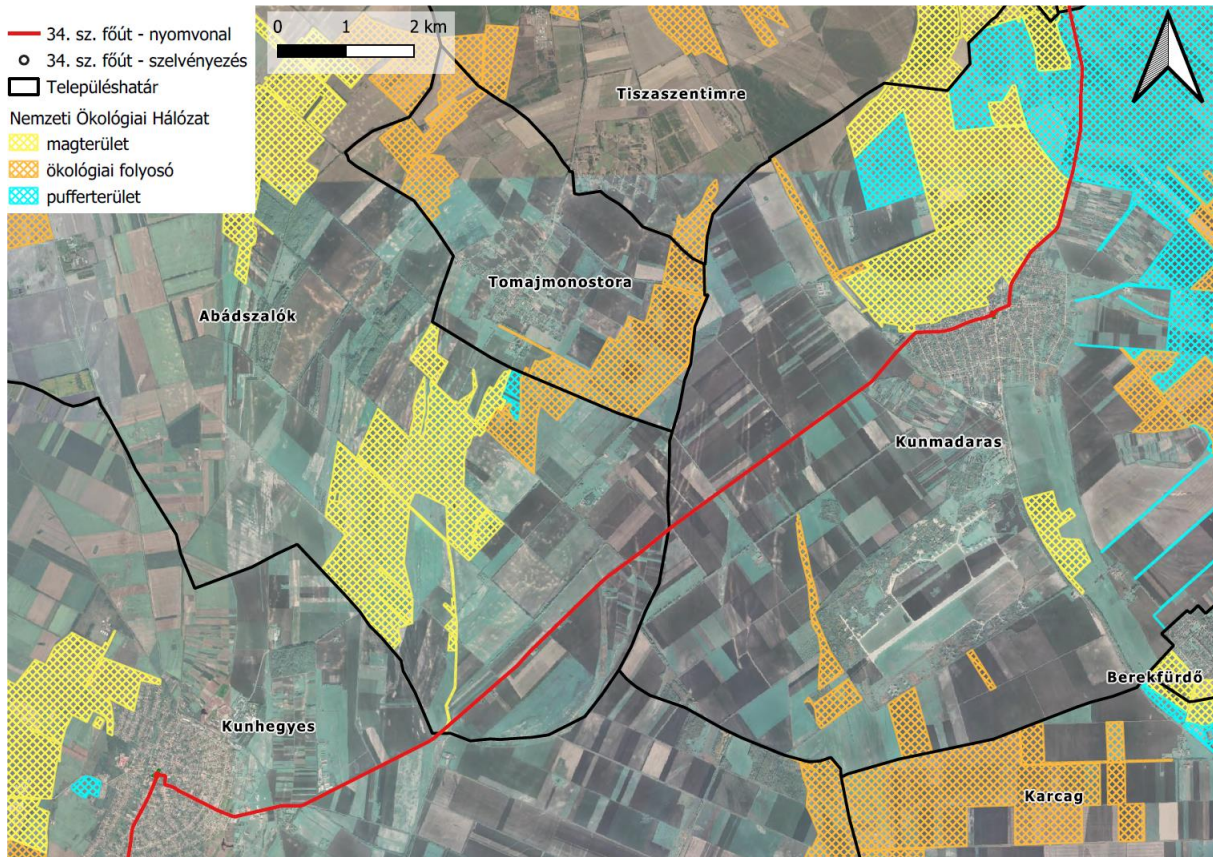 34. sz. főút - nyomvonal
34. sz. főút - szelvényezés
Településhatár
Nemzeti Ökológiai Hálózat
magterület
ökológiai folyosó
pufferterület
0 1 2 km
Tiszaszentimre
Tomajmonostora
Abádszalók
Kunmadaras
Berekfürdő
Kunhegyes
Karcag